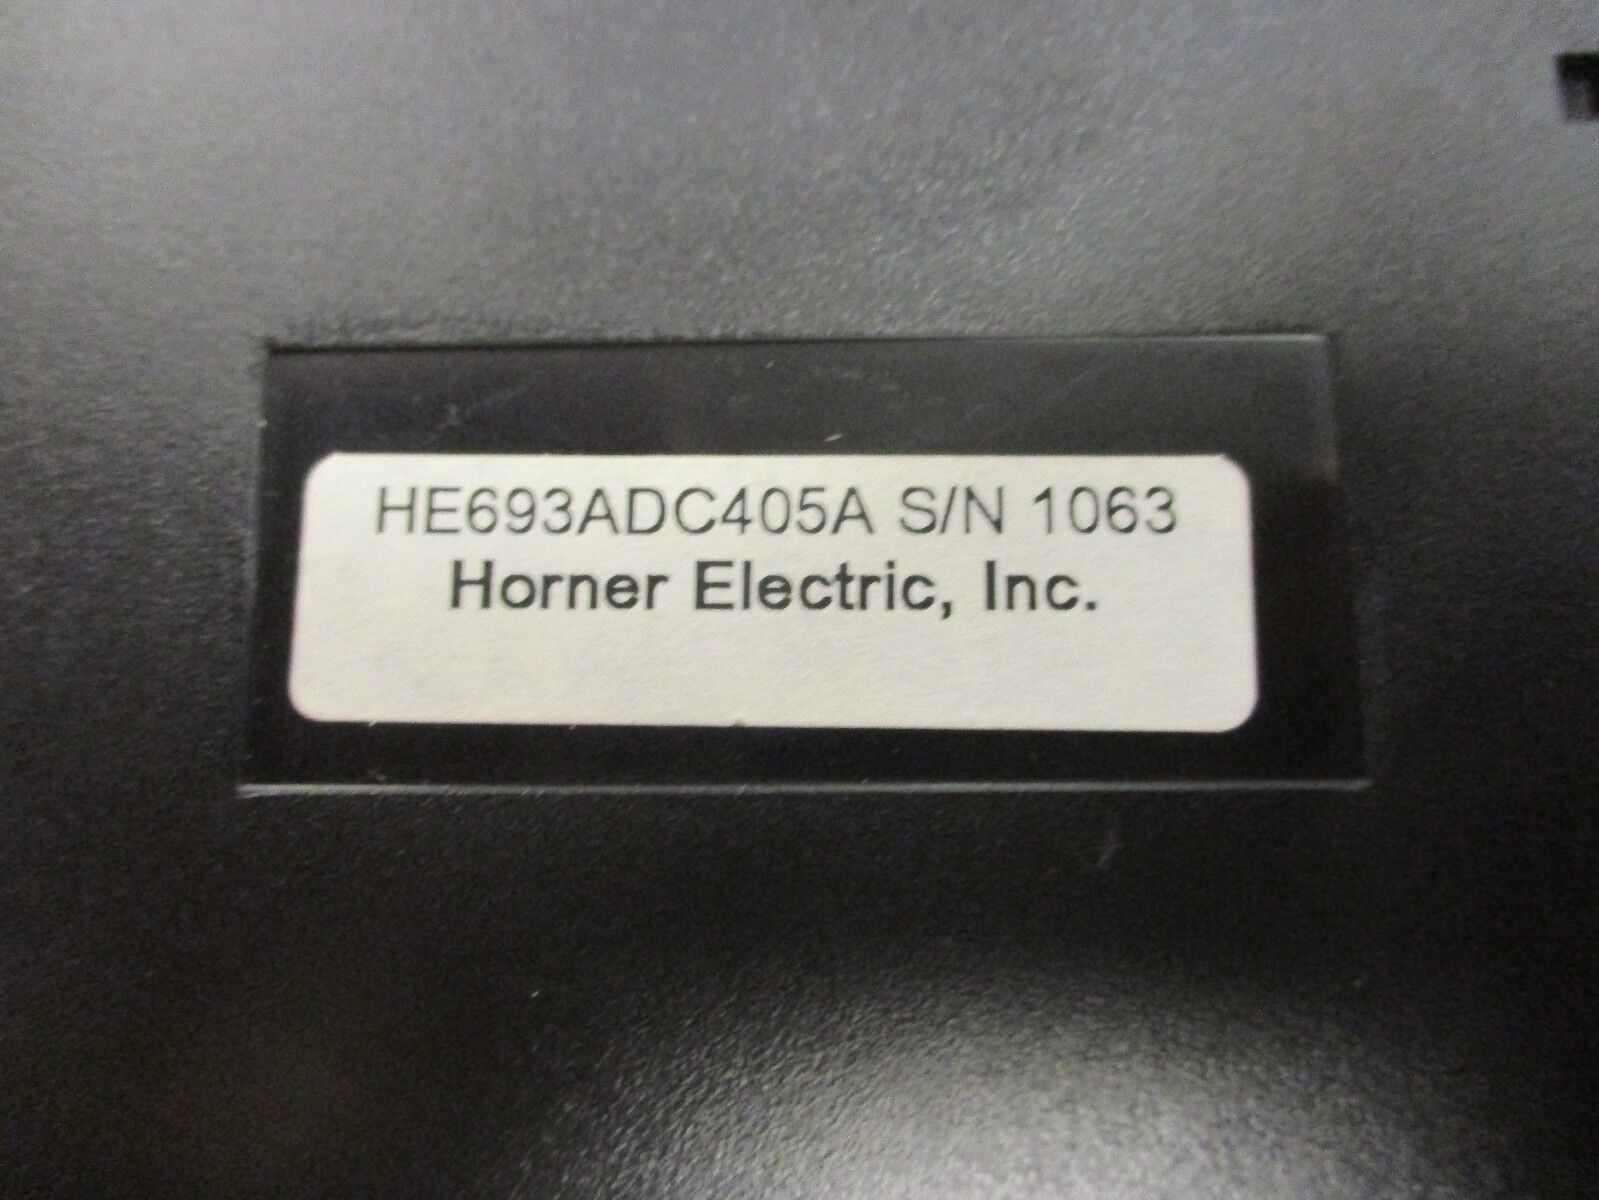 HE693ADC405A S/N 1063
Horner Electric, Inc.